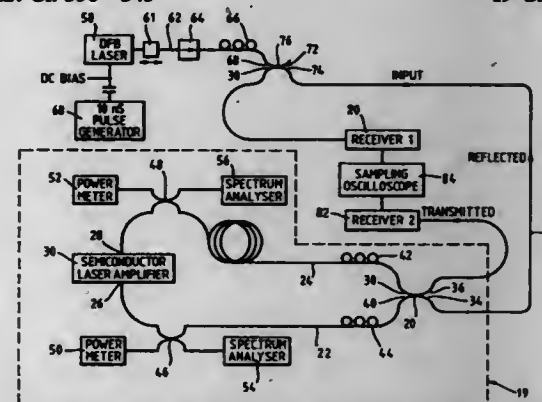 58
61
62
64
66
DFB
LASER
76
72
68
30
74
DC BIAS
INPUT
10 nS
PULSE
GENERATOR
60
RECEIVER 1
80
REFLECTED
SAMPLING
OSCILLOSCOPE
84
RECEIVER 2
82
TRANSMITTED
52
POWER
METER
48
56
SPECTRUM
ANALYSER
28
30
SEMICONDUCTOR
LASER AMPLIFIER
26
24
42
30
36
40
34
20
22
44
50
POWER
METER
46
SPECTRUM
ANALYSER
54
19